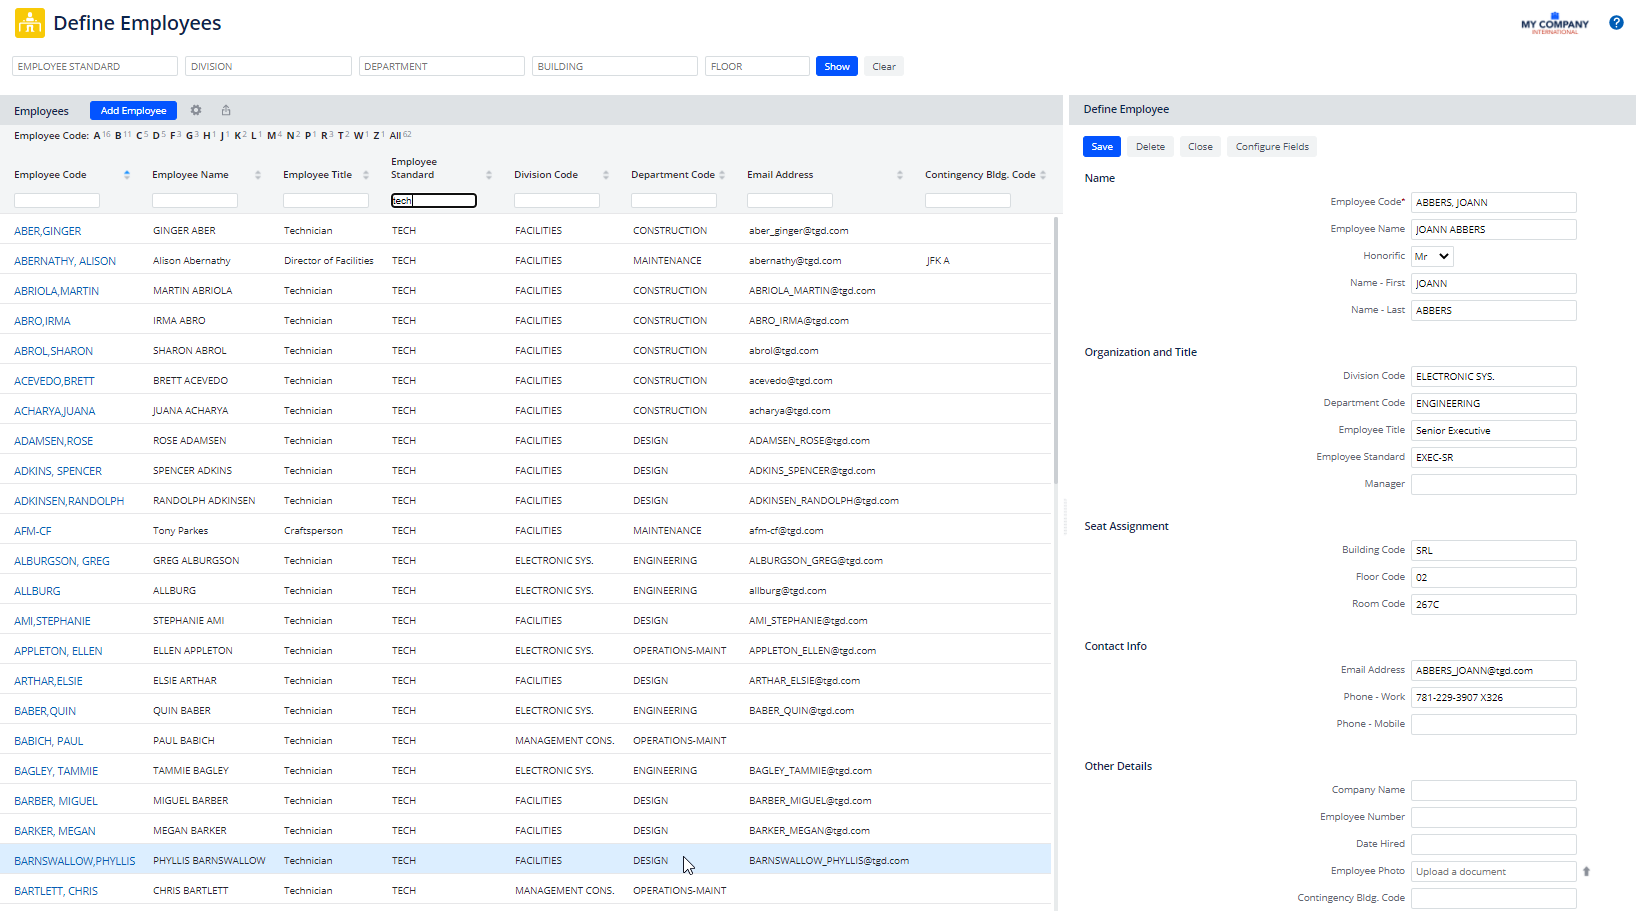 Define Employees
MY COMPANY
INTERNATIONAL
?
EMPLOYEE STANDARD DIVISION DEPARTMENT BUILDING FLOOR Show Clear
Employees Add Employee
Employee Code: A 16 B 11 C 5 D 5 F 3 G 3 H 1 J 1 K 2 L 1 M 4 N 2 P 1 R 3 T 2 W 1 Z 1 All 62
Employee Code Employee Name Employee Title Employee Standard Division Code Department Code Email Address Contingency Bldg. Code
tech
ABER,GINGER GINGER ABER Technician TECH FACILITIES CONSTRUCTION aber_ginger@tgd.com
ABERNATHY, ALISON Alison Abernathy Director of Facilities TECH FACILITIES MAINTENANCE abernathy@tgd.com JFK A
ABRIOLA,MARTIN MARTIN ABRIOLA Technician TECH FACILITIES CONSTRUCTION ABRIOLA_MARTIN@tgd.com
ABRO,IRMA IRMA ABRO Technician TECH FACILITIES CONSTRUCTION ABRO_IRMA@tgd.com
ABROL,SHARON SHARON ABROL Technician TECH FACILITIES CONSTRUCTION abrol@tgd.com
ACEVEDO,BRETT BRETT ACEVEDO Technician TECH FACILITIES CONSTRUCTION acevedo@tgd.com
ACHARYA,JUANA JUANA ACHARYA Technician TECH FACILITIES CONSTRUCTION acharya@tgd.com
ADAMSEN,ROSE ROSE ADAMSEN Technician TECH FACILITIES DESIGN ADAMSEN_ROSE@tgd.com
ADKINS, SPENCER SPENCER ADKINS Technician TECH FACILITIES DESIGN ADKINS_SPENCER@tgd.com
ADKINSEN,RANDOLPH RANDOLPH ADKINSEN Technician TECH FACILITIES DESIGN ADKINSEN_RANDOLPH@tgd.com
AFM-CF Tony Parkes Craftsperson TECH FACILITIES MAINTENANCE afm-cf@tgd.com
ALBURGSON, GREG GREG ALBURGSON Technician TECH ELECTRONIC SYS. ENGINEERING ALBURGSON_GREG@tgd.com
ALLBURG ALLBURG Technician TECH ELECTRONIC SYS. ENGINEERING allburg@tgd.com
AMI,STEPHANIE STEPHANIE AMI Technician TECH FACILITIES DESIGN AMI_STEPHANIE@tgd.com
APPLETON, ELLEN ELLEN APPLETON Technician TECH ELECTRONIC SYS. OPERATIONS-MAINT APPLETON_ELLEN@tgd.com
ARTHAR,ELSIE ELSIE ARTHAR Technician TECH FACILITIES DESIGN ARTHAR_ELSIE@tgd.com
BABER,QUIN QUIN BABER Technician TECH ELECTRONIC SYS. ENGINEERING BABER_QUIN@tgd.com
BABICH, PAUL PAUL BABICH Technician TECH MANAGEMENT CONS. OPERATIONS-MAINT
BAGLEY, TAMMIE TAMMIE BAGLEY Technician TECH ELECTRONIC SYS. ENGINEERING BAGLEY_TAMMIE@tgd.com
BARBER, MIGUEL MIGUEL BARBER Technician TECH FACILITIES DESIGN BARBER_MIGUEL@tgd.com
BARKER, MEGAN MEGAN BARKER Technician TECH FACILITIES DESIGN BARKER_MEGAN@tgd.com
BARNSWALLOW,PHYLLIS PHYLLIS BARNSWALLOW Technician TECH FACILITIES DESIGN BARNSWALLOW_PHYLLIS@tgd.com
BARTLETT, CHRIS CHRIS BARTLETT Technician TECH MANAGEMENT CONS. OPERATIONS-MAINT
Define Employee
Save Delete Close Configure Fields
Name
Employee Code* ABBERS, JOANN
Employee Name JOANN ABBERS
Honorific Mr
Name - First JOANN
Name - Last ABBERS
Organization and Title
Division Code ELECTRONIC SYS.
Department Code ENGINEERING
Employee Title Senior Executive
Employee Standard EXEC-SR
Manager
Seat Assignment
Building Code SRL
Floor Code 02
Room Code 267C
Contact Info
Email Address ABBERS_JOANN@tgd.com
Phone - Work 781-229-3907 X326
Phone - Mobile
Other Details
Company Name
Employee Number
Date Hired
Employee Photo Upload a document
Contingency Bldg. Code